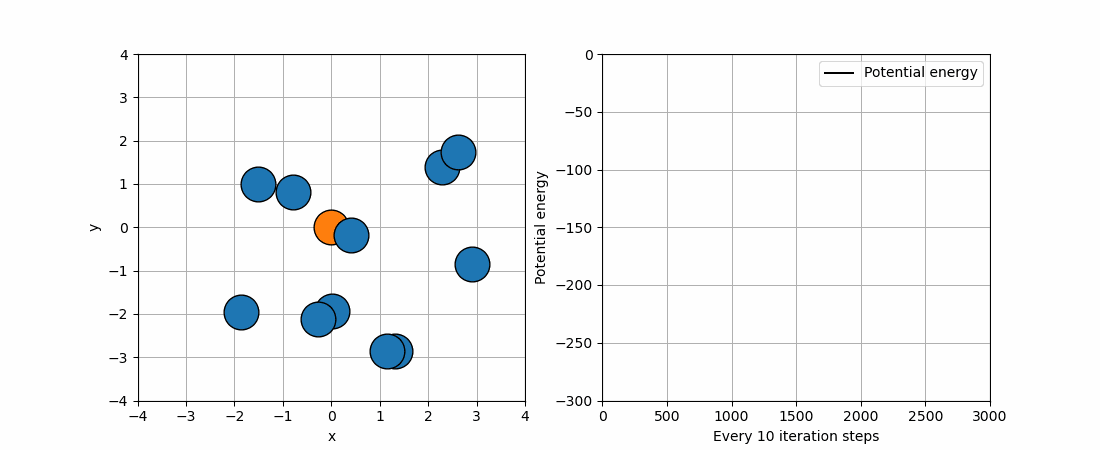 4
3
2
1
0
−1
−2
−3
−4
y
−4 −3 −2 −1 0 1 2 3 4
x
0
−50
−100
−150
−200
−250
−300
Potential energy
Potential energy
0 500 1000 1500 2000 2500 3000
Every 10 iteration steps